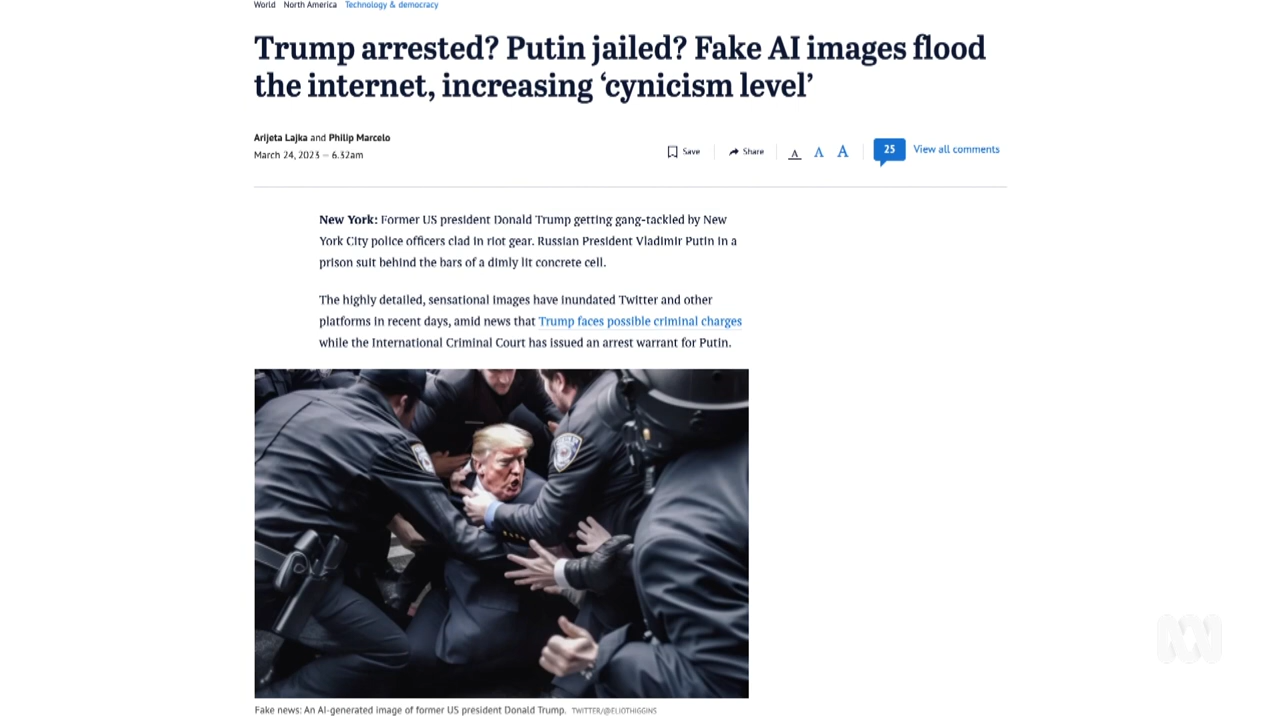 World North America Technology & democracy
Trump arrested? Putin jailed? Fake AI images flood
the internet, increasing ‘cynicism level’
Arijeta Lajka and Philip Marcelo
March 24, 2023 — 6.32am
Save Share A A A 25 View all comments
New York: Former US president Donald Trump getting gang-tackled by New
York City police officers clad in riot gear. Russian President Vladimir Putin in a
prison suit behind the bars of a dimly lit concrete cell.
The highly detailed, sensational images have inundated Twitter and other
platforms in recent days, amid news that Trump faces possible criminal charges
while the International Criminal Court has issued an arrest warrant for Putin.
Fake news: An AI-generated image of former US president Donald Trump. TWITTER/@ELIOTHIGGINS